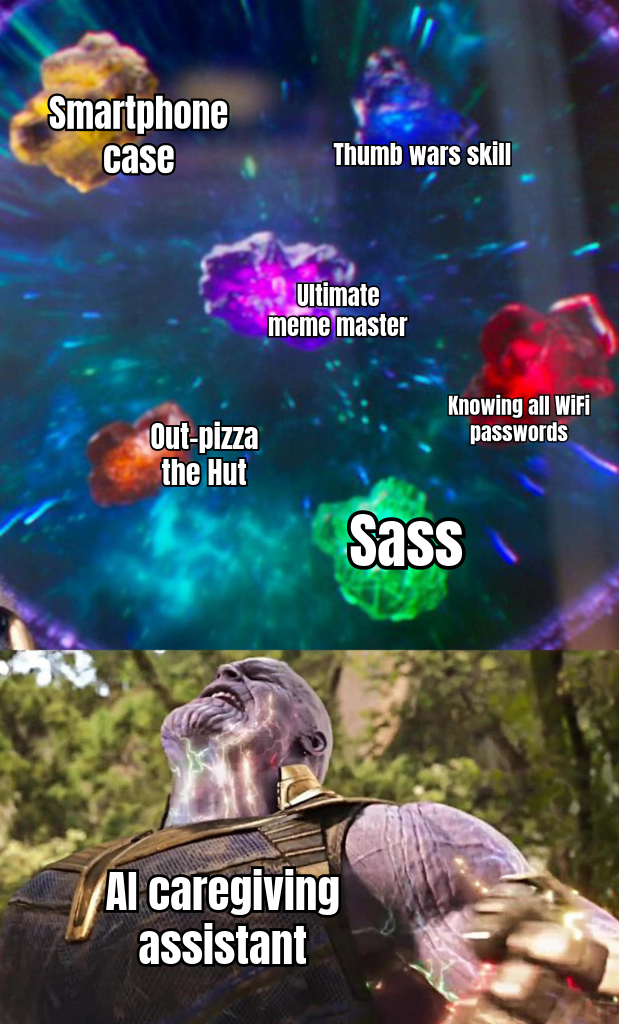 Smartphone
case
Thumb wars skill
Ultimate
meme master
Knowing all WiFi
passwords
Out-pizza
the Hut
Sass
AI caregiving
assistant